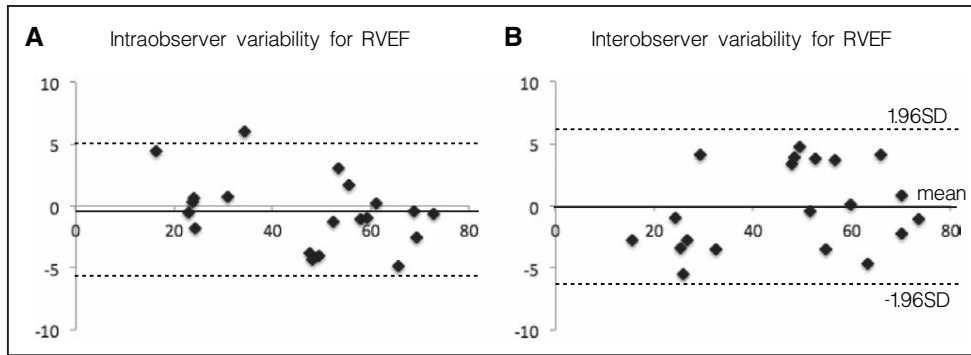 A Intraobserver variability for RVEF
10
5
0
-5
-10
0 20 40 60 80
B Interobserver variability for RVEF
10
5
0
-5
-10
0 20 40 60 80
1.96SD
mean
-1.96SD